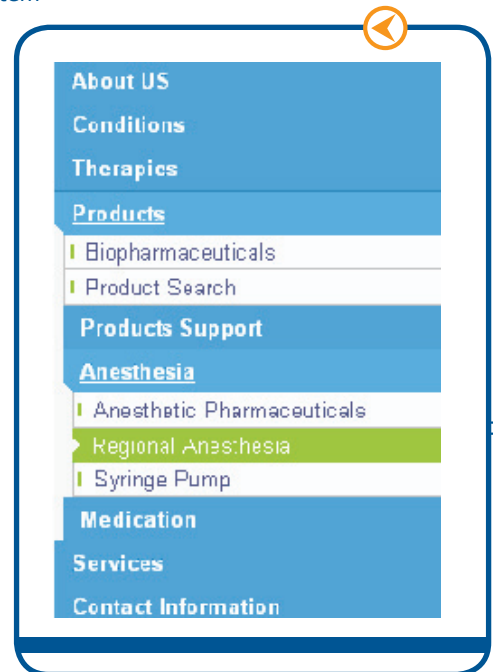 About US
Conditions
Therapies
Products
Biopharmaceuticals
Product Search
Products Support
Anesthesia
Anesthetic Pharmaceuticals
Regional Anesthesia
Syringe Pump
Medication
Services
Contact Information